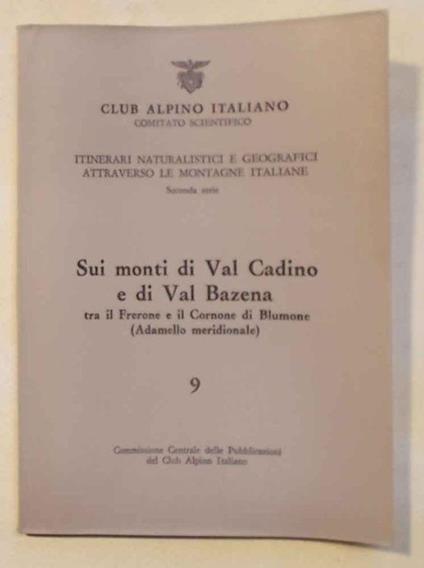 CLUB ALPINO ITALIANO
COMITATO SCIENTIFICO
ITINERARI NATURALISTICI E GEOGRAFICI
ATTRAVERSO LE MONTAGNE ITALIANE
Seconda serie
Sui monti di Val Cadino
e di Val Bazena
tra il Frerone e il Cornone di Blumone
(Adamello meridionale)
9
Commissione Centrale delle Pubblicazioni
del Club Alpino Italiano